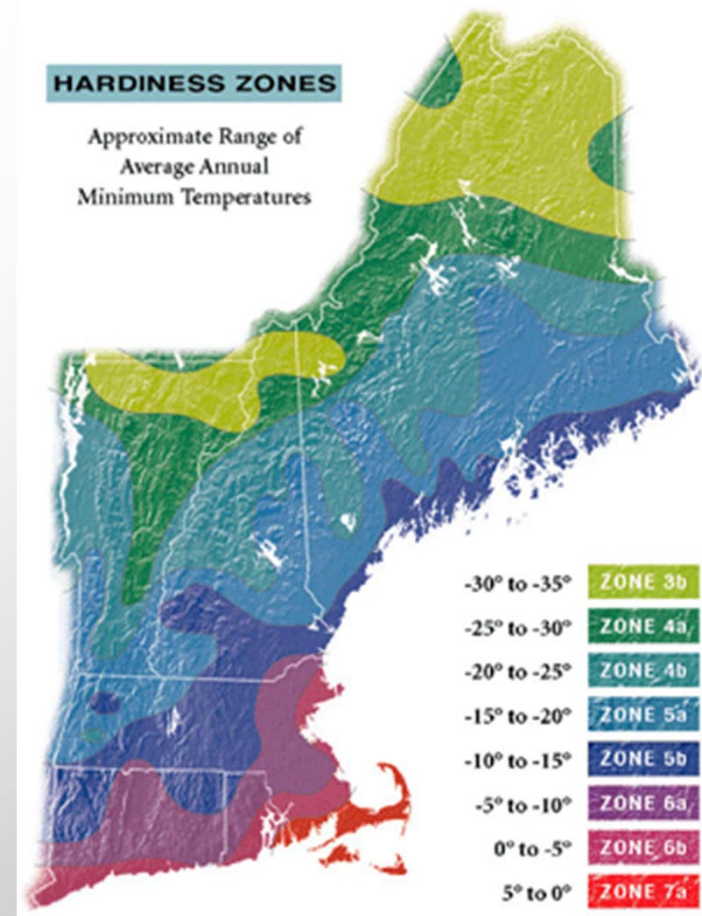 HARDINESS ZONES
Approximate Range of
Average Annual
Minimum Temperatures
-30° to -35° ZONE 3b
-25° to -30° ZONE 4a
-20° to -25° ZONE 4b
-15° to -20° ZONE 5a
-10° to -15° ZONE 5b
-5° to -10° ZONE 6a
0° to -5° ZONE 6b
5° to 0° ZONE 7a